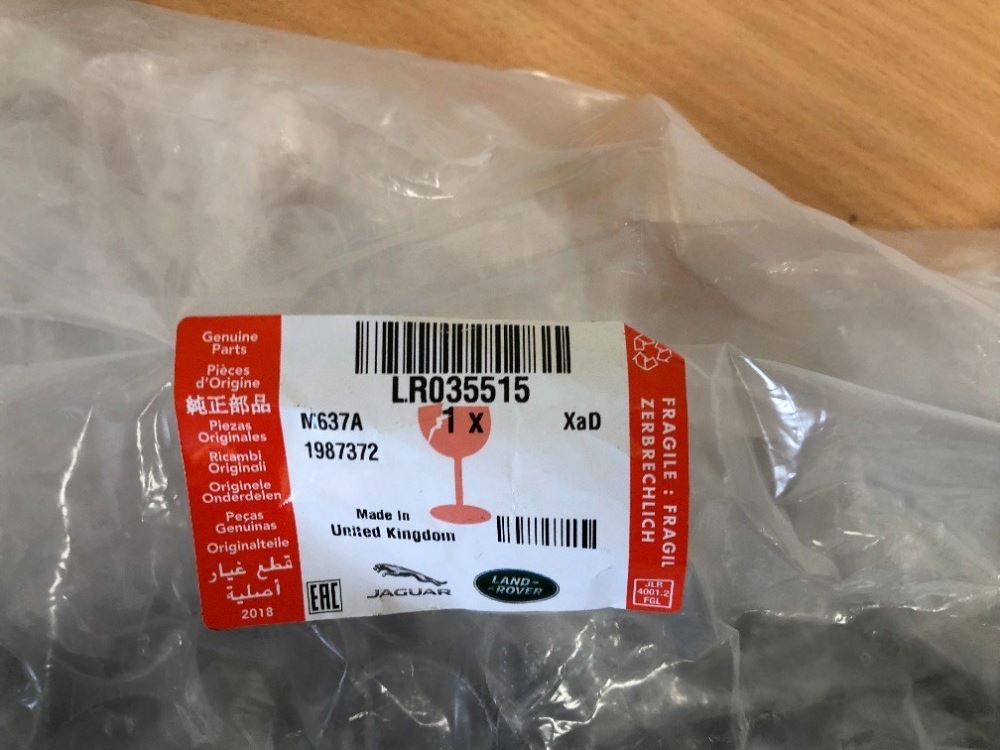 Genuine
Parts
Pièces
d'Origine
純正部品
Piezas
Originales
Ricambi
Originali
Originele
Onderdelen
Peças
Genuinas
Originalteile
قطع غيار
أصلية
2018
LR035515
1 x
M637A
XaD
1987372
Made in
United Kingdom
EAC
JAGUAR
LAND-
-ROVER
FRAGILE : FRAGIL
ZERBRECHLICH
JLR
4001.2
FGL